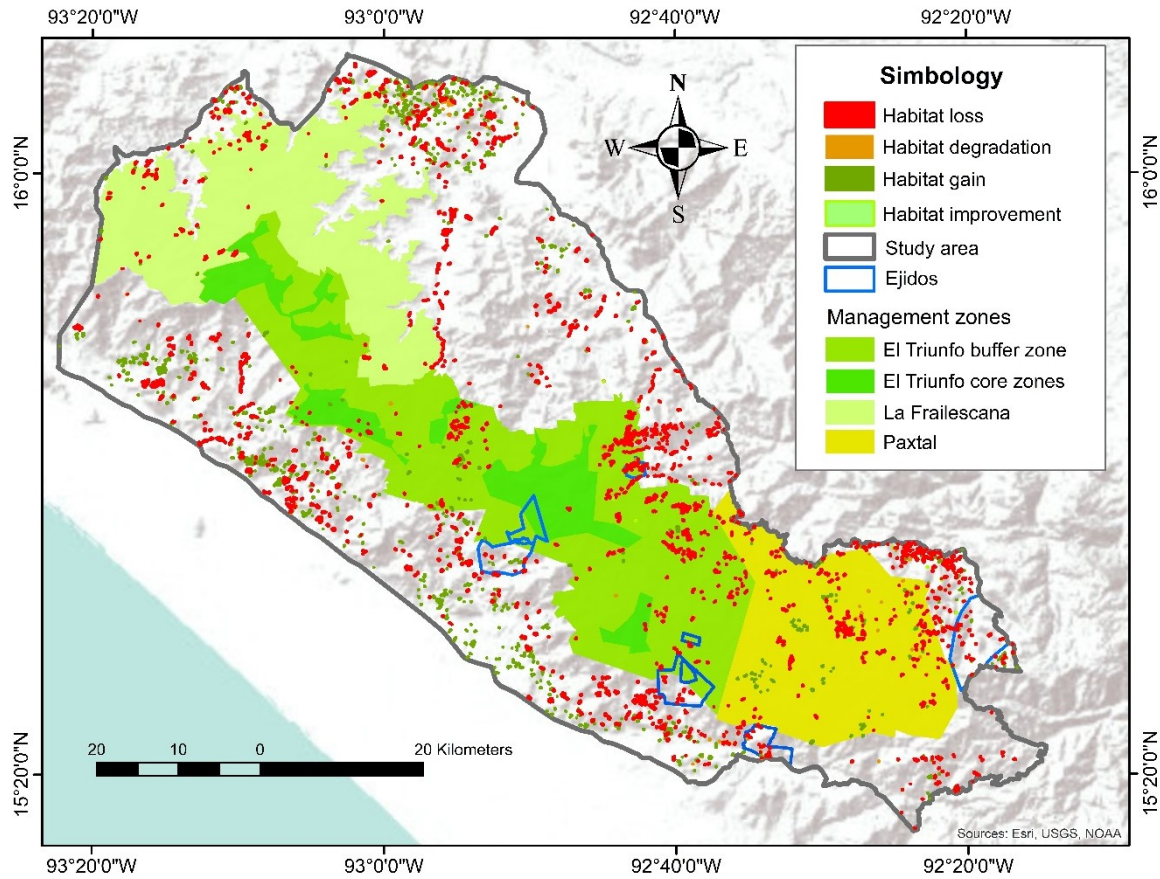 93°20'0"W 93°0'0"W 92°40'0"W 92°20'0"W
16°0'0"N
16°0'0"N
15°20'0"N
15°20'0"N
N
W E
S
Simbology
Habitat loss
Habitat degradation
Habitat gain
Habitat improvement
Study area
Ejidos
Management zones
El Triunfo buffer zone
El Triunfo core zones
La Frailescana
Paxtal
20 10 0 20 Kilometers
Sources: Esri, USGS, NOAA
93°20'0"W 93°0'0"W 92°40'0"W 92°20'0"W